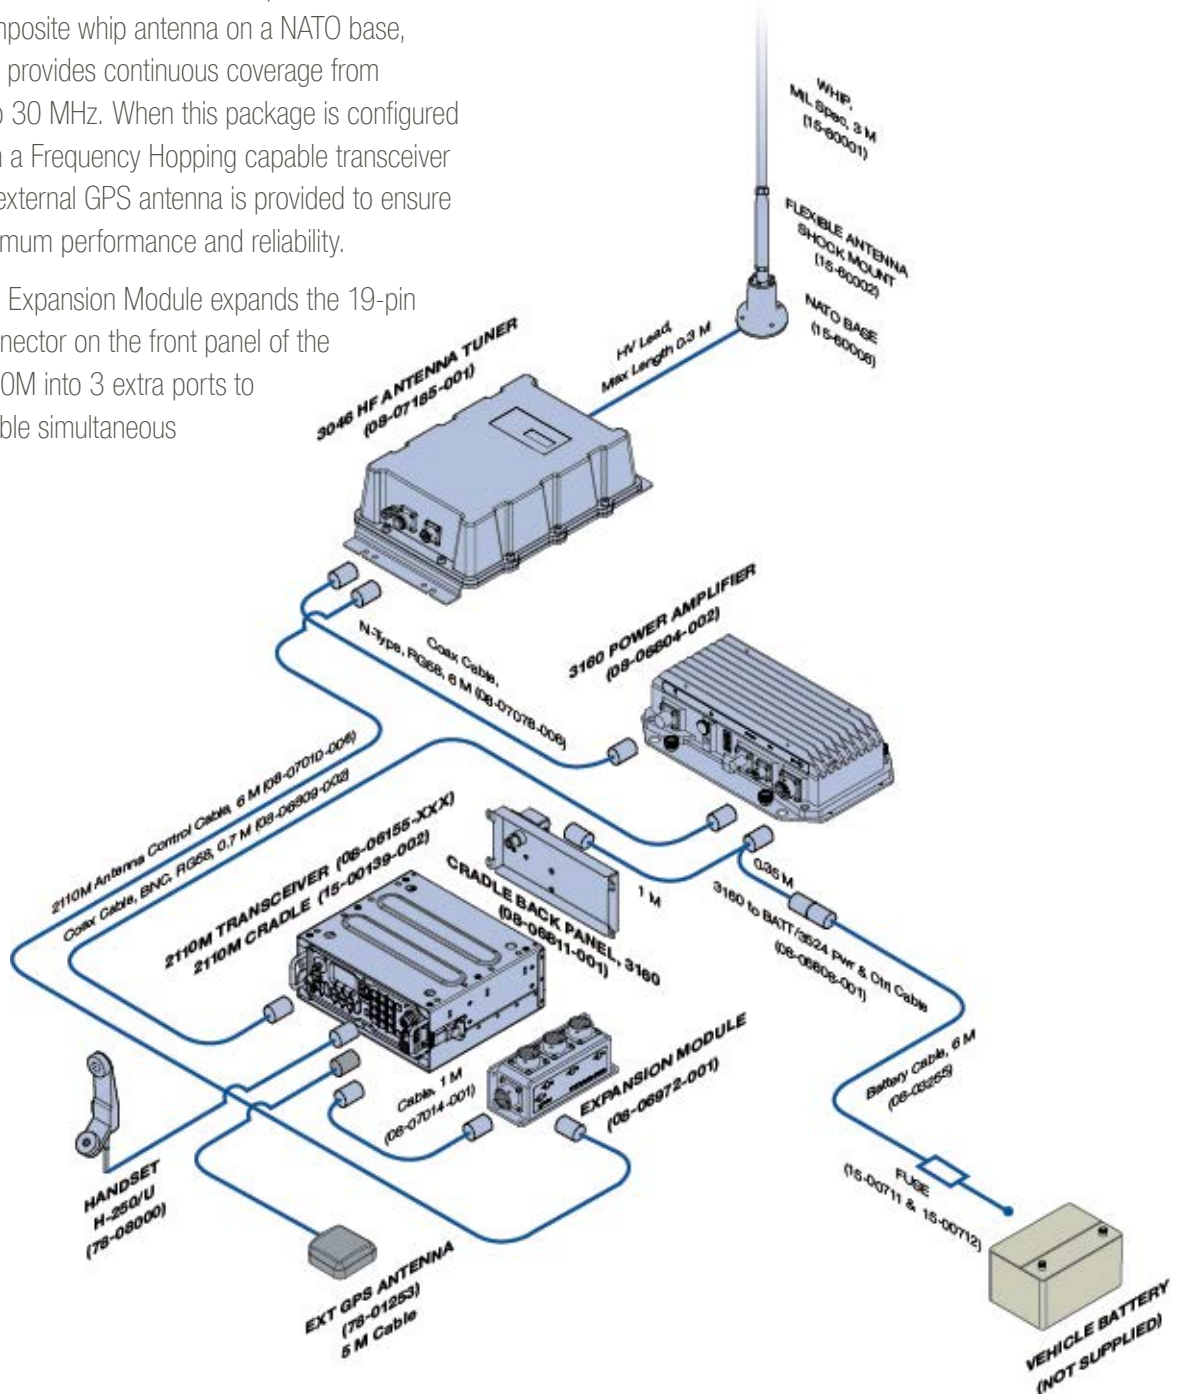 mposite whip antenna on a NATO base,
provides continuous coverage from
o 30 MHz. When this package is configured
a Frequency Hopping capable transceiver
external GPS antenna is provided to ensure
mum performance and reliability.
Expansion Module expands the 19-pin
nector on the front panel of the
0M into 3 extra ports to
ble simultaneous
WHIP,
MIL Spec, 3 M
(15-60001)
FLEXIBLE ANTENNA
SHOCK MOUNT
(15-60002)
NATO BASE
(15-60006)
HV Lead,
Max Length 0.3 M
3046 HF ANTENNA TUNER
(08-07185-001)
Coax Cable,
N-Type, RG58, 6 M (08-07078-006)
3160 POWER AMPLIFIER
(08-06604-002)
2110M Antenna Control Cable, 6 M (08-07010-006)
Coax Cable, BNC, RG58, 0.7 M (08-06909-002)
2110M TRANSCEIVER (08-06155-XXX)
2110M CRADLE (15-00139-002)
CRADLE BACK PANEL, 3160
(08-06611-001)
1 M
0.35 M
3160 to BATT/3524 Pwr & Ctrl Cable
(08-06608-001)
Battery Cable, 6 M
(08-03255)
Cable, 1 M
(08-07014-001)
EXPANSION MODULE
(08-06972-001)
HANDSET
H-250/U
(78-08000)
EXT GPS ANTENNA
(78-01253)
5 M Cable
FUSE
(15-00711 & 15-00712)
VEHICLE BATTERY
(NOT SUPPLIED)